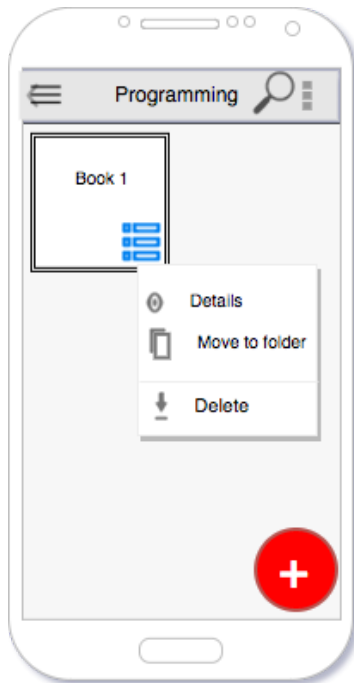 Programming
Book 1
Details
Move to folder
Delete
+